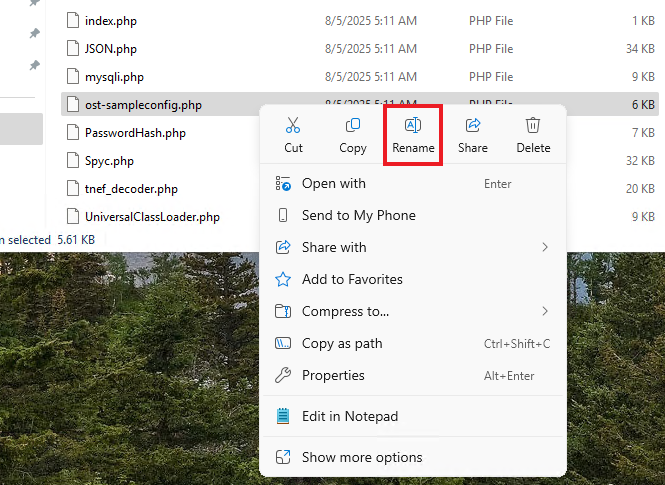 index.php 8/5/2025 5:11 AM PHP File 1 KB
JSON.php 8/5/2025 5:11 AM PHP File 34 KB
mysqli.php 8/5/2025 5:11 AM PHP File 9 KB
ost-sampleconfig.php 8/5/2025 5:11 AM PHP File 6 KB
PasswordHash.php 7 KB
Spyc.php 32 KB
tnef_decoder.php 20 KB
UniversalClassLoader.php 9 KB
selected 5.61 KB
Cut Copy Rename Share Delete
Open with Enter
Send to My Phone
Share with
Add to Favorites
Compress to...
Copy as path Ctrl+Shift+C
Properties Alt+Enter
Edit in Notepad
Show more options